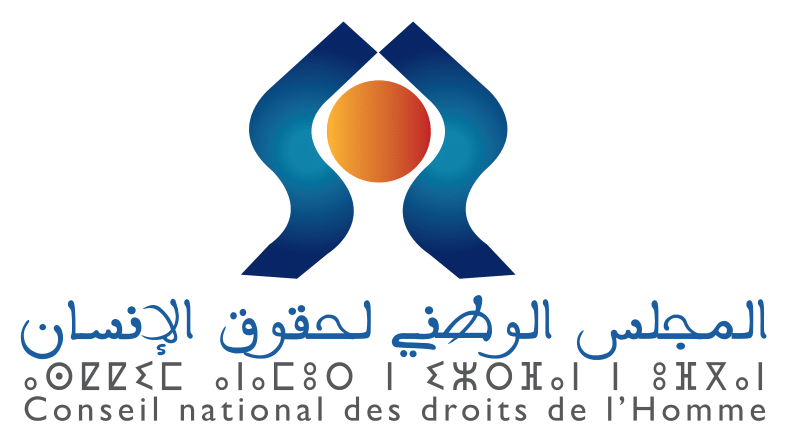 المجلس الوطني لحقوق الإنسان
ⴰⵙⵇⵇⵉⵎ ⴰⵏⴰⵎⵓⵔ ⵏ ⵉⵣⵔⴼⴰⵏ ⵏ ⵓⴼⴳⴰⵏ
Conseil national des droits de l'Homme